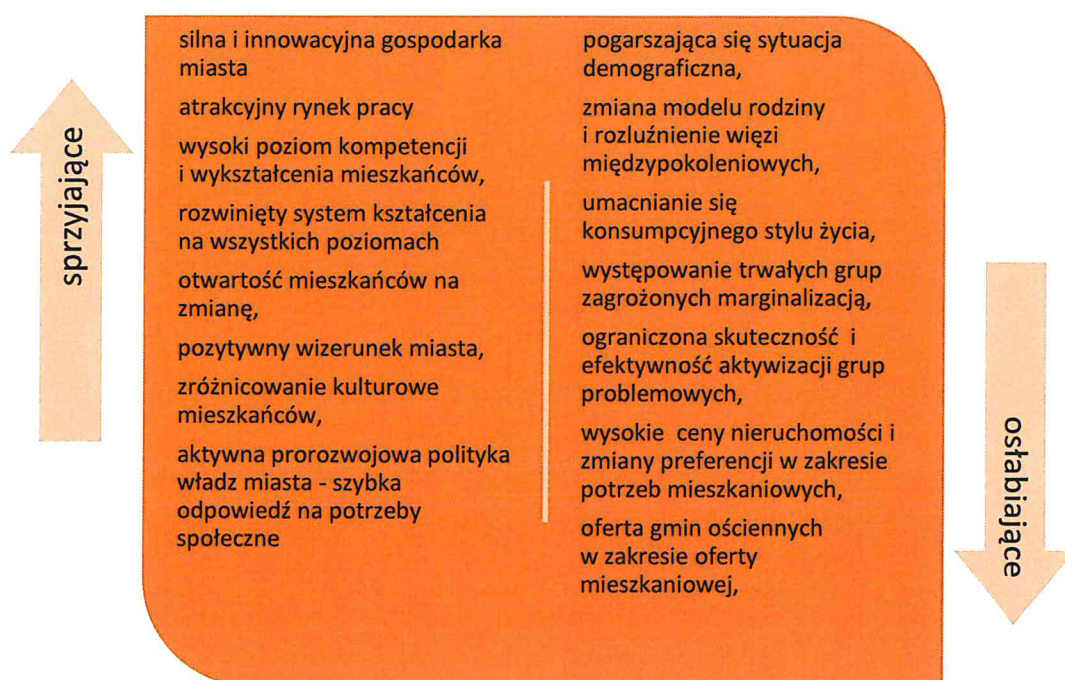 sprzyjające
silna i innowacyjna gospodarka
miasta
atrakcyjny rynek pracy
wysoki poziom kompetencji
i wykształcenia mieszkańców,
rozwinięty system kształcenia
na wszystkich poziomach
otwartość mieszkańców na
zmianę,
pozytywny wizerunek miasta,
zróżnicowanie kulturowe
mieszkańców,
aktywna prorozwojowa polityka
władz miasta - szybka
odpowiedź na potrzeby
społeczne
pogarszająca się sytuacja
demograficzna,
zmiana modelu rodziny
i rozluźnienie więzi
międzypokoleniowych,
umacnianie się
konsumpcyjnego stylu życia,
występowanie trwałych grup
zagrożonych marginalizacją,
ograniczona skuteczność i
efektywność aktywizacji grup
problemowych,
wysokie ceny nieruchomości i
zmiany preferencji w zakresie
potrzeb mieszkaniowych,
oferta gmin ościennych
w zakresie oferty
mieszkaniowej,
osłabiające